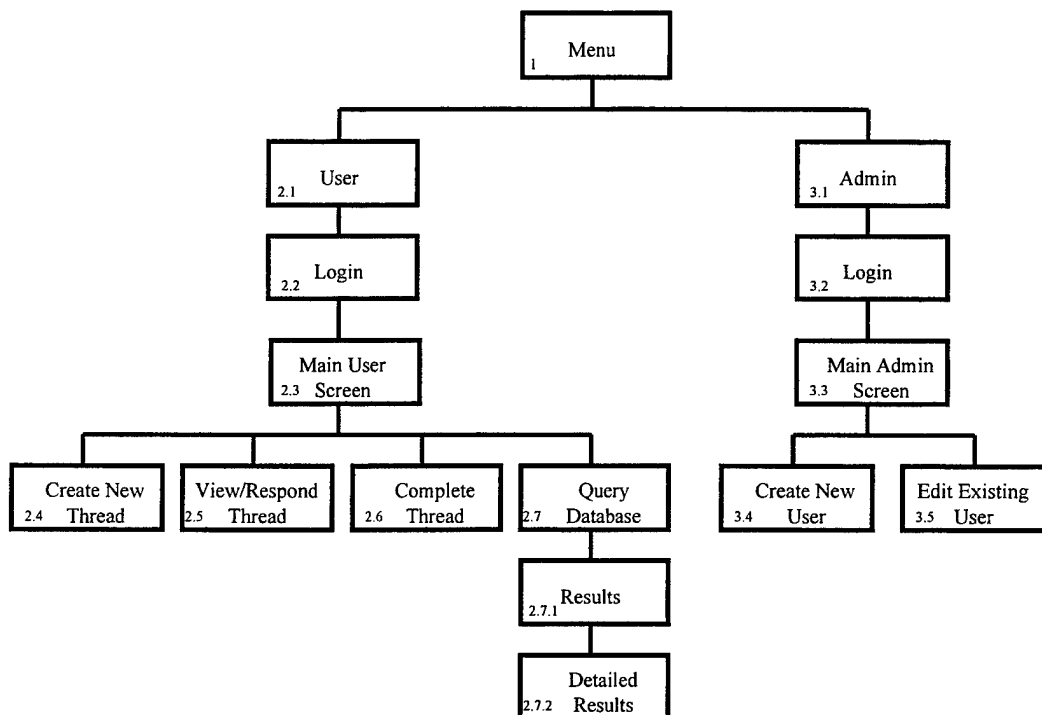 Menu
1
User
2.1
Admin
3.1
Login
2.2
Login
3.2
Main User
2.3 Screen
Main Admin
3.3 Screen
Create New
2.4 Thread
View/Respond
2.5 Thread
Complete
2.6 Thread
Query
2.7 Database
Create New
3.4 User
Edit Existing
3.5 User
Results
2.7.1
Detailed
2.7.2 Results